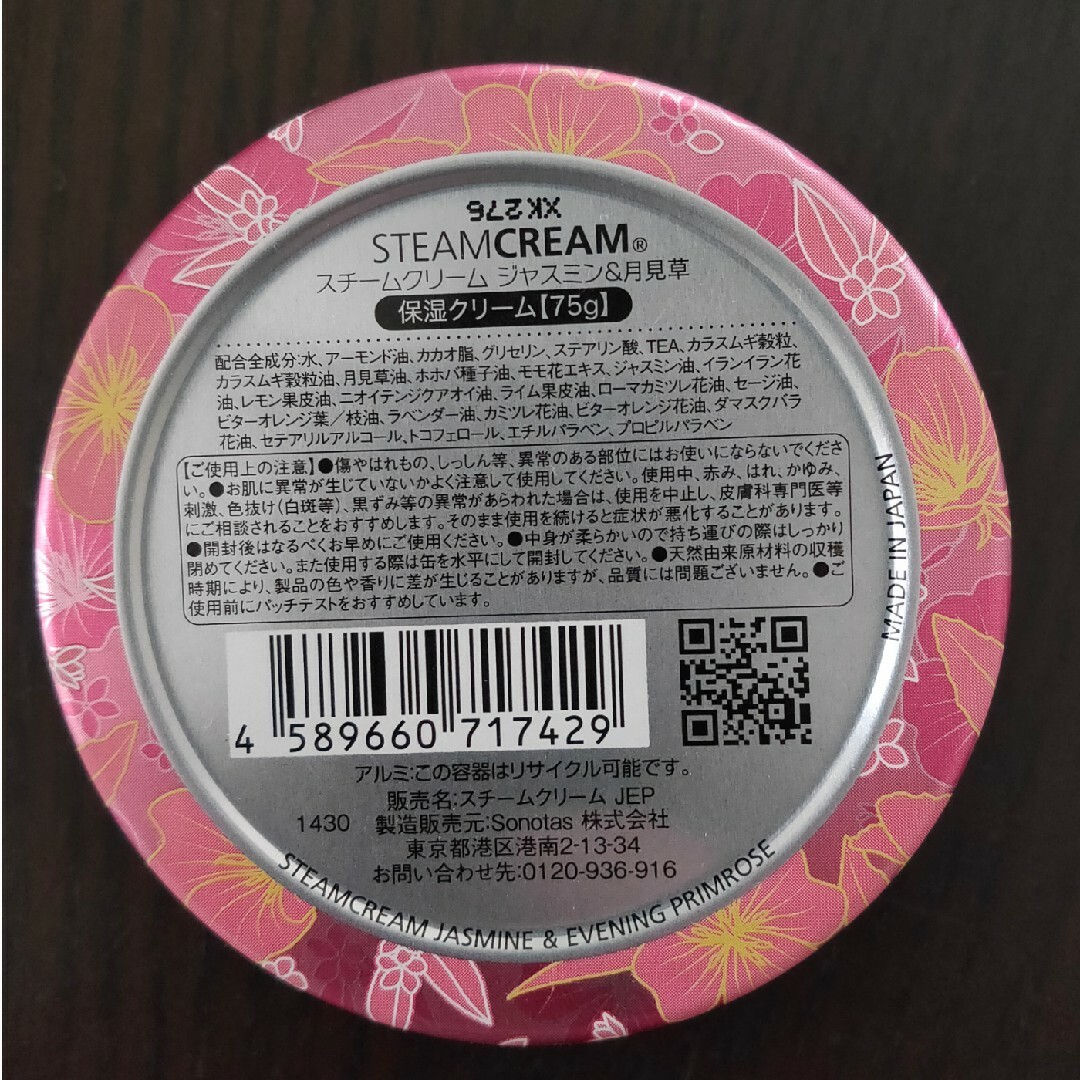 XK276
STEAMCREAM®
スチームクリーム ジャスミン&月見草
保湿クリーム【75g】
配合全成分:水、アーモンド油、カカオ脂、グリセリン、ステアリン酸、TEA、カラスムギ穀粒、
カラスムギ穀粒油、月見草油、ホホバ種子油、モモ花エキス、ジャスミン油、イランイラン花
油、レモン果皮油、ニオイテンジクアオイ油、ライム果皮油、ローマカミツレ花油、セージ油、
ビターオレンジ葉/枝油、ラベンダー油、カミツレ花油、ビターオレンジ花油、ダマスクバラ
花油、セテアリルアルコール、トコフェロール、エチルパラベン、プロピルパラベン
【ご使用上の注意】●傷やはれもの、しっしん等、異常のある部位にはお使いにならないでくださ
い。●お肌に異常が生じていないかよく注意して使用してください。使用中、赤み、はれ、かゆみ、
刺激、色抜け(白斑等)、黒ずみ等の異常があらわれた場合は、使用を中止し、皮膚科専門医等
にご相談されることをおすすめします。そのまま使用を続けると症状が悪化することがあります。
●開封後はなるべくお早めにご使用ください。●中身が柔らかいので持ち運びの際はしっかり
閉めてください。また使用する際は缶を水平にして開封してください。●天然由来原材料の収穫
時期により、製品の色や香りに差が生じることがありますが、品質には問題ございません。●ご
使用前にパッチテストをおすすめしています。
MADE IN JAPAN
4 589660 717429
アルミ:この容器はリサイクル可能です。
販売名:スチームクリーム JEP
1430 製造販売元:Sonotas 株式会社
東京都港区港南2-13-34
お問い合わせ先:0120-936-916
STEAMCREAM JASMINE & EVENING PRIMROSE